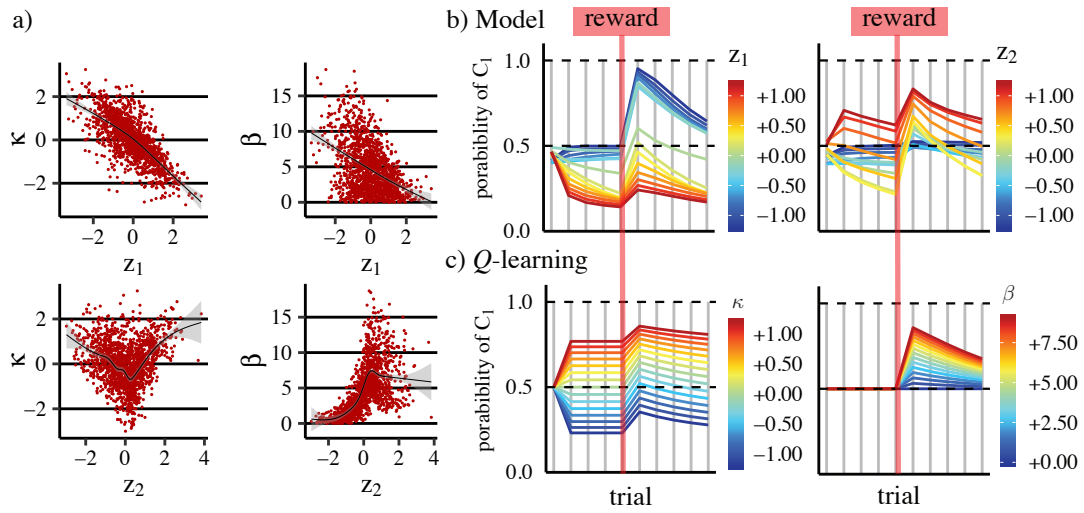 a)
κ
2
0
−2
−2
0
2
z1
β
15
10
5
0
−2
0
2
z1
κ
2
0
−2
−2
0
2
4
z2
β
15
10
5
0
−2
0
2
4
z2
b) Model
reward
reward
porabiblity of C1
1.0
0.5
0.0
z1
+1.00
+0.50
+0.00
−0.50
−1.00
z2
+1.00
+0.50
+0.00
−0.50
−1.00
c) Q-learning
porabiblity of C1
1.0
0.5
0.0
trial
κ
+1.00
+0.50
+0.00
−0.50
−1.00
trial
β
+7.50
+5.00
+2.50
+0.00